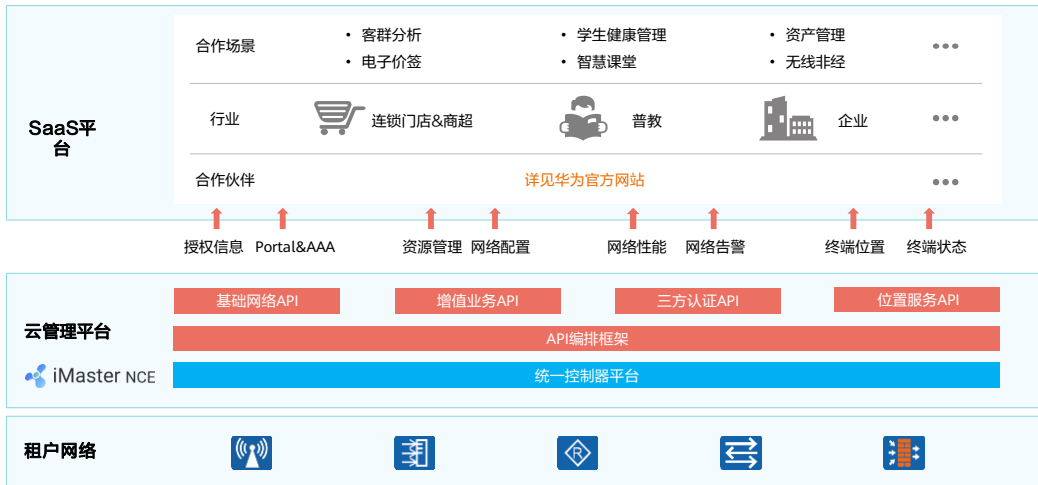 SaaS平
台
合作场景
• 客群分析
• 电子价签
• 学生健康管理
• 智慧课堂
• 资产管理
• 无线非经
•••
行业
连锁门店&商超
普教
企业
•••
合作伙伴
详见华为官方网站
•••
授权信息
Portal&AAA
资源管理
网络配置
网络性能
网络告警
终端位置
终端状态
云管理平台
iMaster NCE
基础网络API
增值业务API
三方认证API
位置服务API
API编排框架
统一控制器平台
租户网络
R